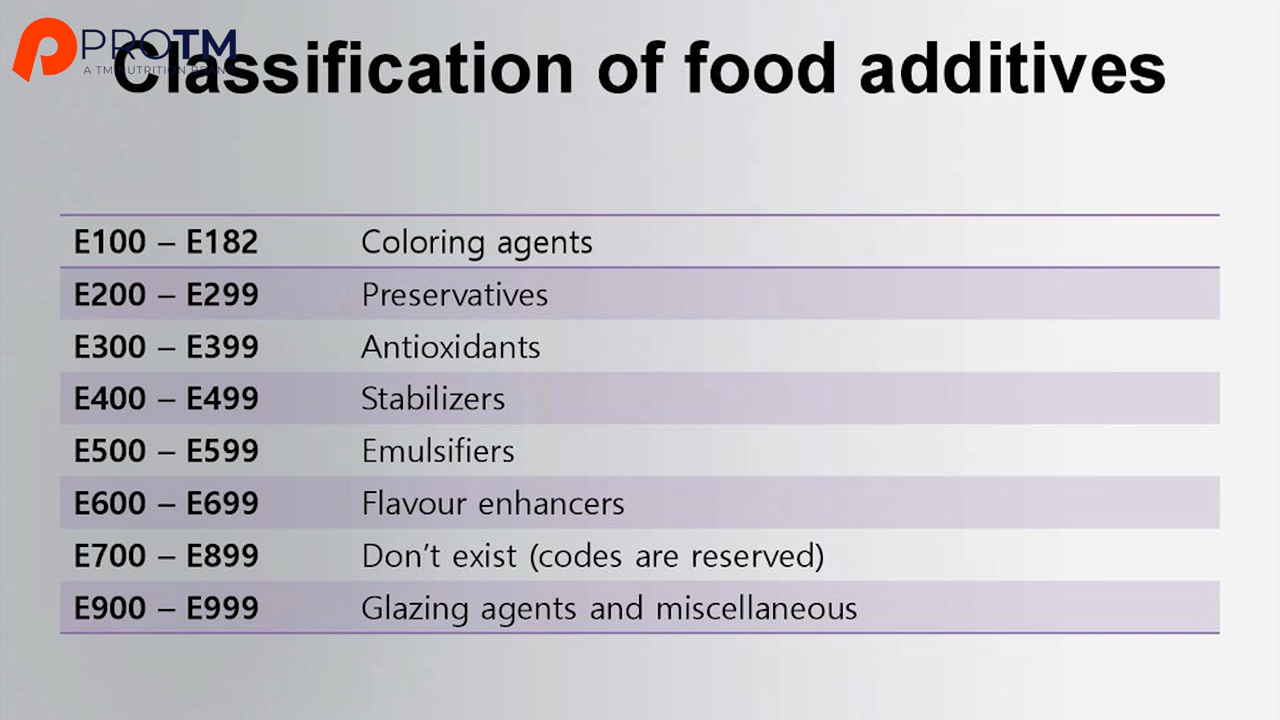 PROTM
A TM NUTRITION
Classification of food additives
E100 – E182 Coloring agents
E200 – E299 Preservatives
E300 – E399 Antioxidants
E400 – E499 Stabilizers
E500 – E599 Emulsifiers
E600 – E699 Flavour enhancers
E700 – E899 Don’t exist (codes are reserved)
E900 – E999 Glazing agents and miscellaneous